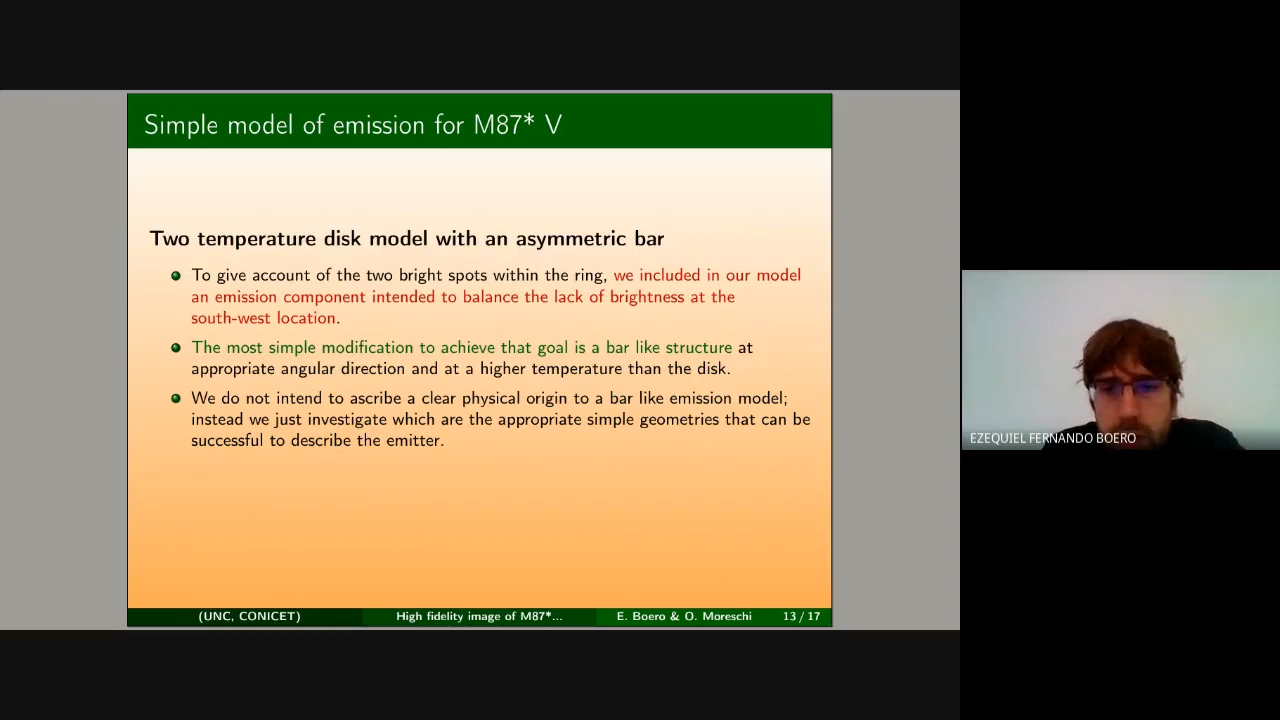 Simple model of emission for M87* V
Two temperature disk model with an asymmetric bar
To give account of the two bright spots within the ring, we included in our model
an emission component intended to balance the lack of brightness at the
south-west location.
The most simple modification to achieve that goal is a bar like structure at
appropriate angular direction and at a higher temperature than the disk.
We do not intend to ascribe a clear physical origin to a bar like emission model;
instead we just investigate which are the appropriate simple geometries that can be
successful to describe the emitter.
(UNC, CONICET) High fidelity image of M87*... E. Boero & O. Moreschi 13 / 17
EZEQUIEL FERNANDO BOERO